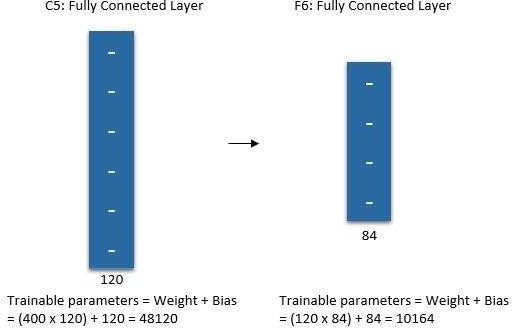 C5: Fully Connected Layer
F6: Fully Connected Layer
120
84
Trainable parameters = Weight + Bias
= (400 x 120) + 120 = 48120
Trainable parameters = Weight + Bias
= (120 x 84) + 84 = 10164